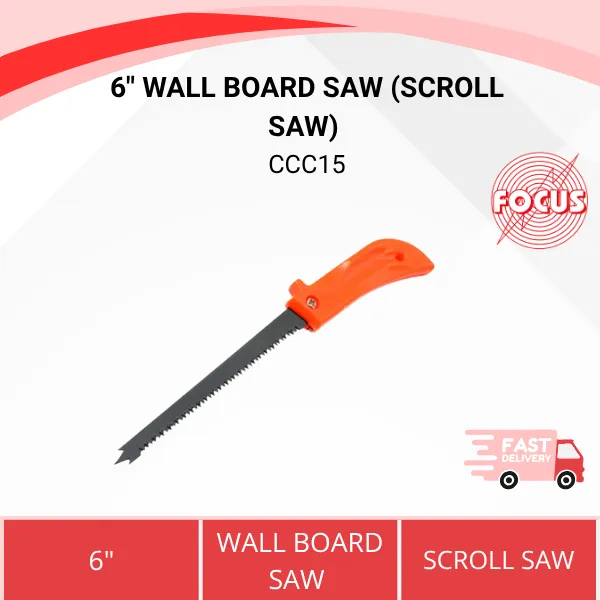 6" WALL BOARD SAW (SCROLL
SAW)
CCC15
FOCUS
FAST
DELIVERY
6"
WALL BOARD
SAW
SCROLL SAW